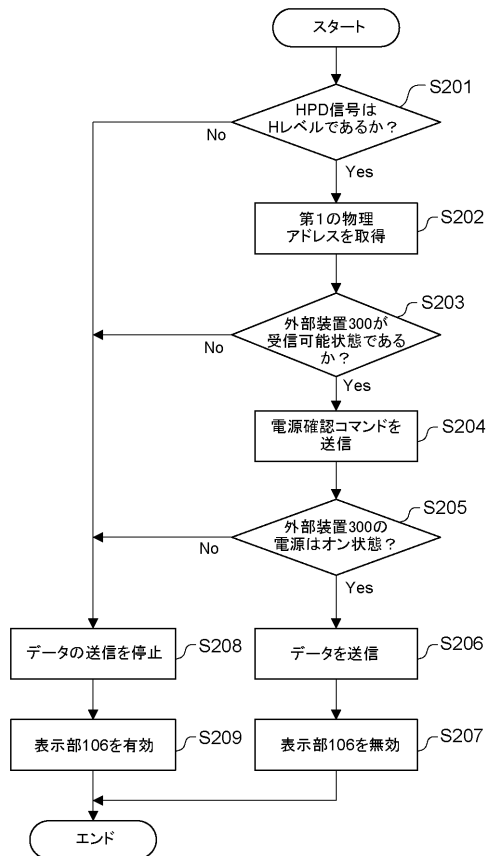 スタート
HPD信号は
Hレベルであるか？
S201
No
Yes
第1の物理
アドレスを取得
S202
外部装置300が
受信可能状態である
か？
S203
No
Yes
電源確認コマンドを
送信
S204
外部装置300の
電源はオン状態？
S205
No
Yes
データの送信を停止
S208
データを送信
S206
表示部106を有効
S209
表示部106を無効
S207
エンド